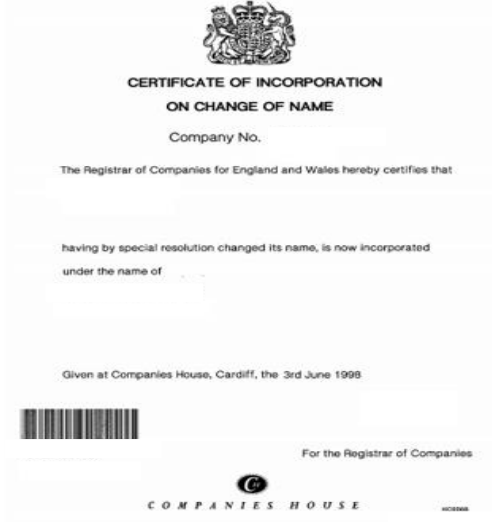 CERTIFICATE OF INCORPORATION
ON CHANGE OF NAME
Company No.
The Registrar of Companies for England and Wales hereby certifies that
having by special resolution changed its name, is now incorporated
under the name of
Given at Companies House, Cardiff, the 3rd June 1998
For the Registrar of Companies
COMPANIES HOUSE